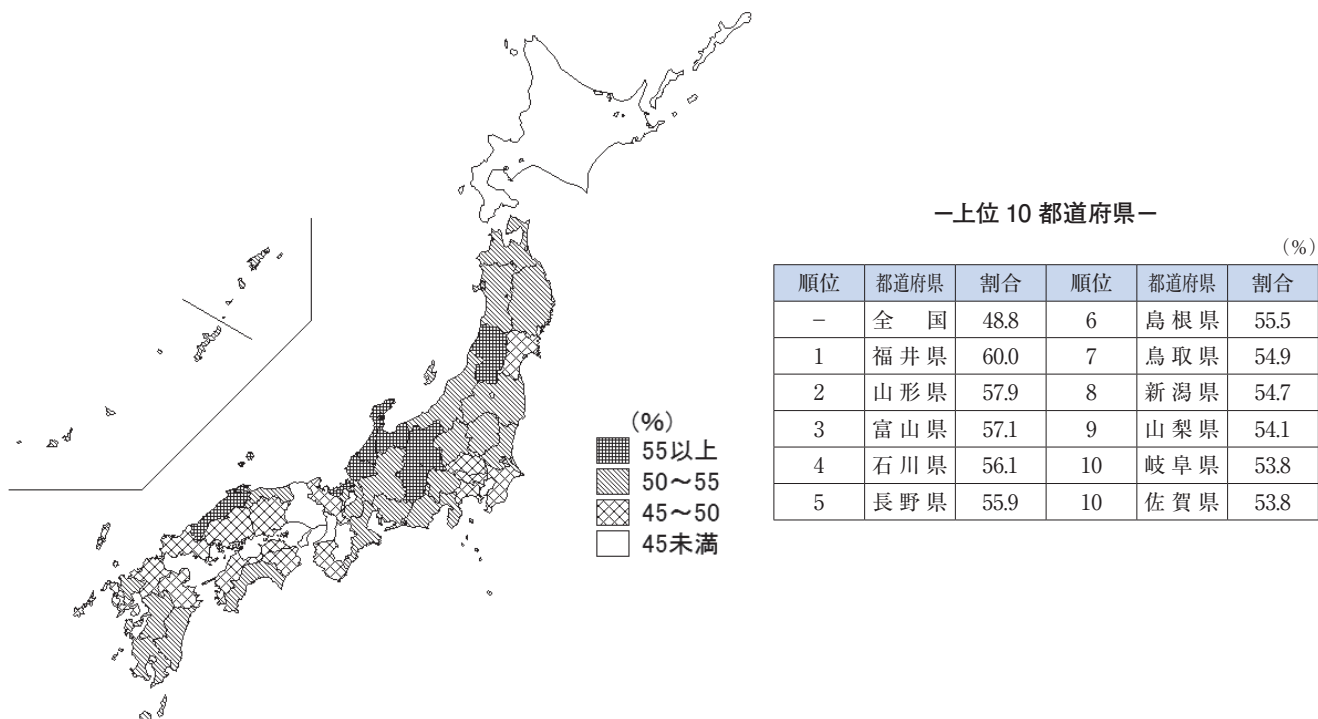 －上位 10 都道府県－
(%)
順位 都道府県 割合 順位 都道府県 割合
－ 全国 48.8 6 島根県 55.5
1 福井県 60.0 7 鳥取県 54.9
2 山形県 57.9 8 新潟県 54.7
3 富山県 57.1 9 山梨県 54.1
4 石川県 56.1 10 岐阜県 53.8
5 長野県 55.9 10 佐賀県 53.8
(%)
55以上
50～55
45～50
45未満